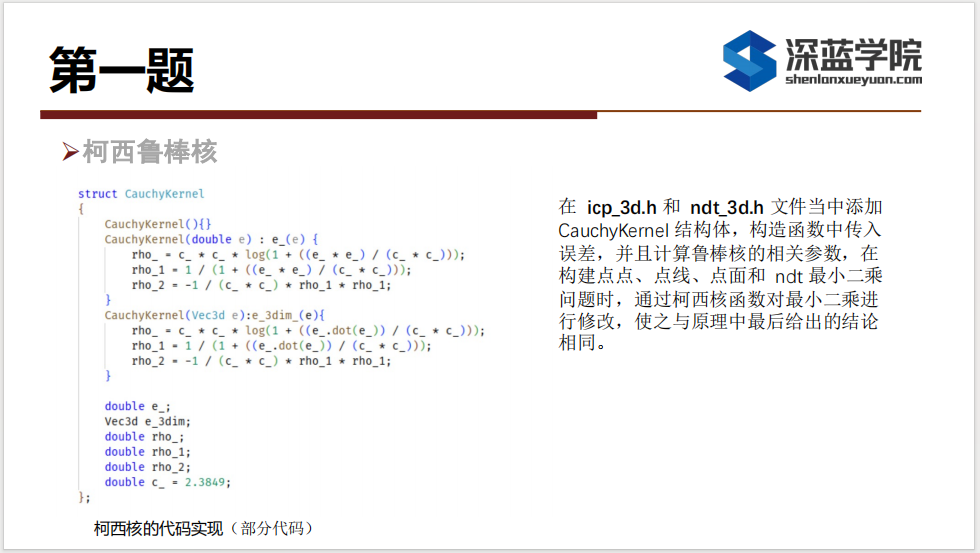 第一题
深蓝学院
shenlanxueyuan.com
➢柯西鲁棒核
struct CauchyKernel
{
    CauchyKernel(){}
    CauchyKernel(double e) : e_(e) {
        rho_ = c_ * c_ * log(1 + ((e_ * e_) / (c_ * c_)));
        rho_1 = 1 / (1 + ((e_ * e_) / (c_ * c_)));
        rho_2 = -1 / (c_ * c_) * rho_1 * rho_1;
    }
    CauchyKernel(Vec3d e):e_3dim_(e){
        rho_ = c_ * c_ * log(1 + ((e_.dot(e_)) / (c_ * c_)));
        rho_1 = 1 / (1 + ((e_.dot(e_)) / (c_ * c_)));
        rho_2 = -1 / (c_ * c_) * rho_1 * rho_1;
    }
    double e_;
    Vec3d e_3dim;
    double rho_;
    double rho_1;
    double rho_2;
    double c_ = 2.3849;
};
柯西核的代码实现（部分代码）
在 icp_3d.h 和 ndt_3d.h 文件当中添加
CauchyKernel 结构体，构造函数中传入
误差，并且计算鲁棒核的相关参数，在
构建点点、点线、点面和 ndt 最小二乘
问题时，通过柯西核函数对最小二乘进
行修改，使之与原理中最后给出的结论
相同。